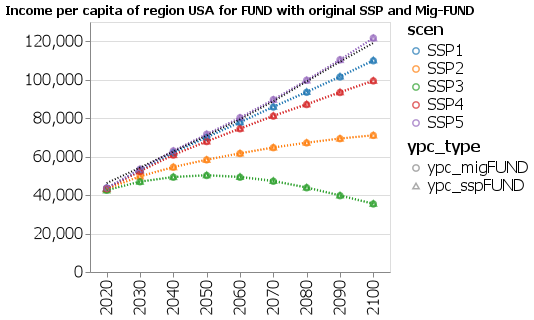 Income per capita of region USA for FUND with original SSP and Mig-FUND
120,000
100,000
80,000
60,000
40,000
20,000
0
2020 2030 2040 2050 2060 2070 2080 2090 2100
scen
SSP1
SSP2
SSP3
SSP4
SSP5
ypc_type
ypc_migFUND
ypc_sspFUND